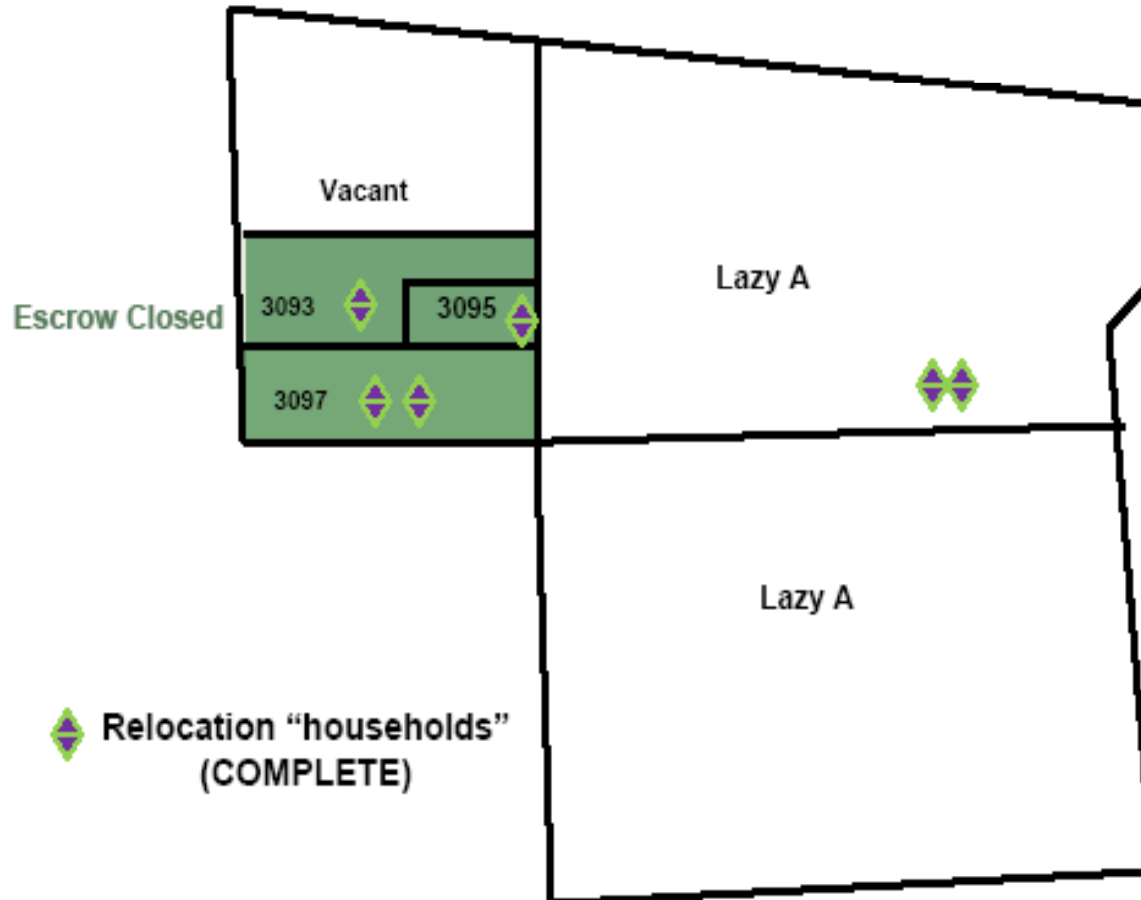 Vacant
Lazy A
3093
3095
Escrow Closed
3097
Lazy A
Relocation “households”
(COMPLETE)